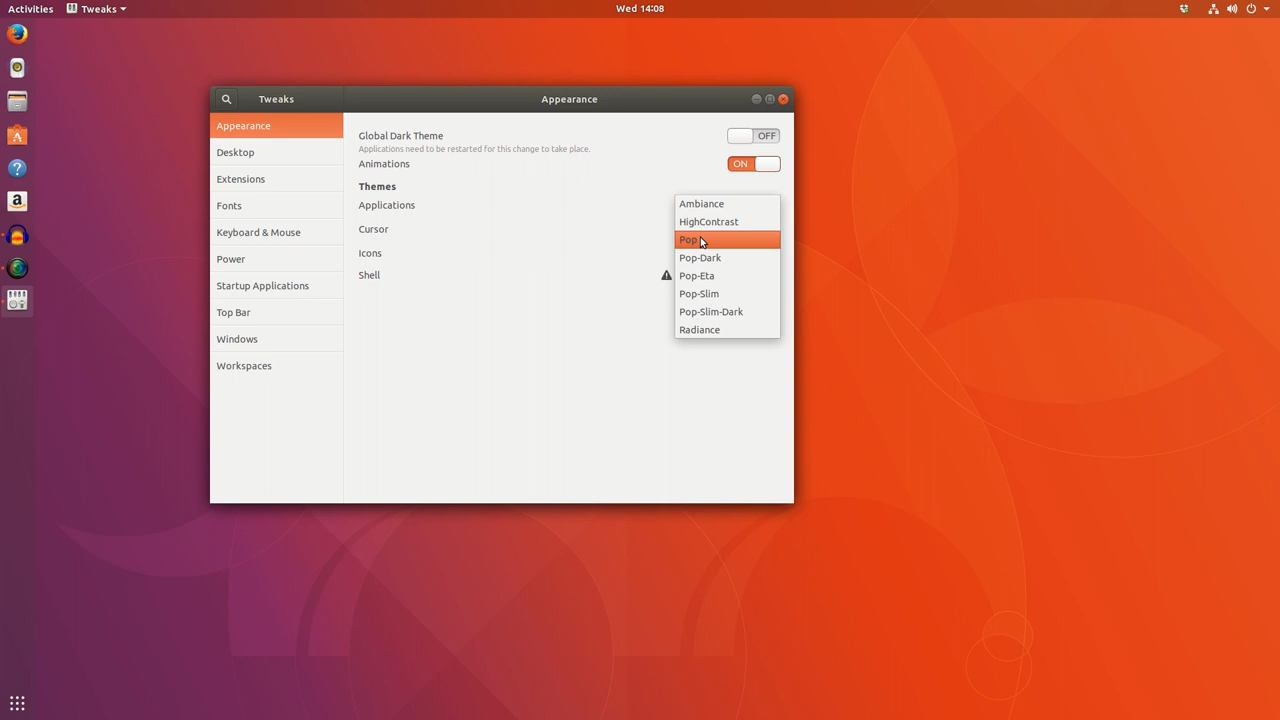 Activities
Tweaks
Wed 14:08
Tweaks
Appearance
Appearance
Desktop
Extensions
Fonts
Keyboard & Mouse
Power
Startup Applications
Top Bar
Windows
Workspaces
Global Dark Theme
OFF
Applications need to be restarted for this change to take place.
Animations
ON
Themes
Applications
Cursor
Icons
Shell
Ambiance
HighContrast
Pop
Pop-Dark
Pop-Eta
Pop-Slim
Pop-Slim-Dark
Radiance